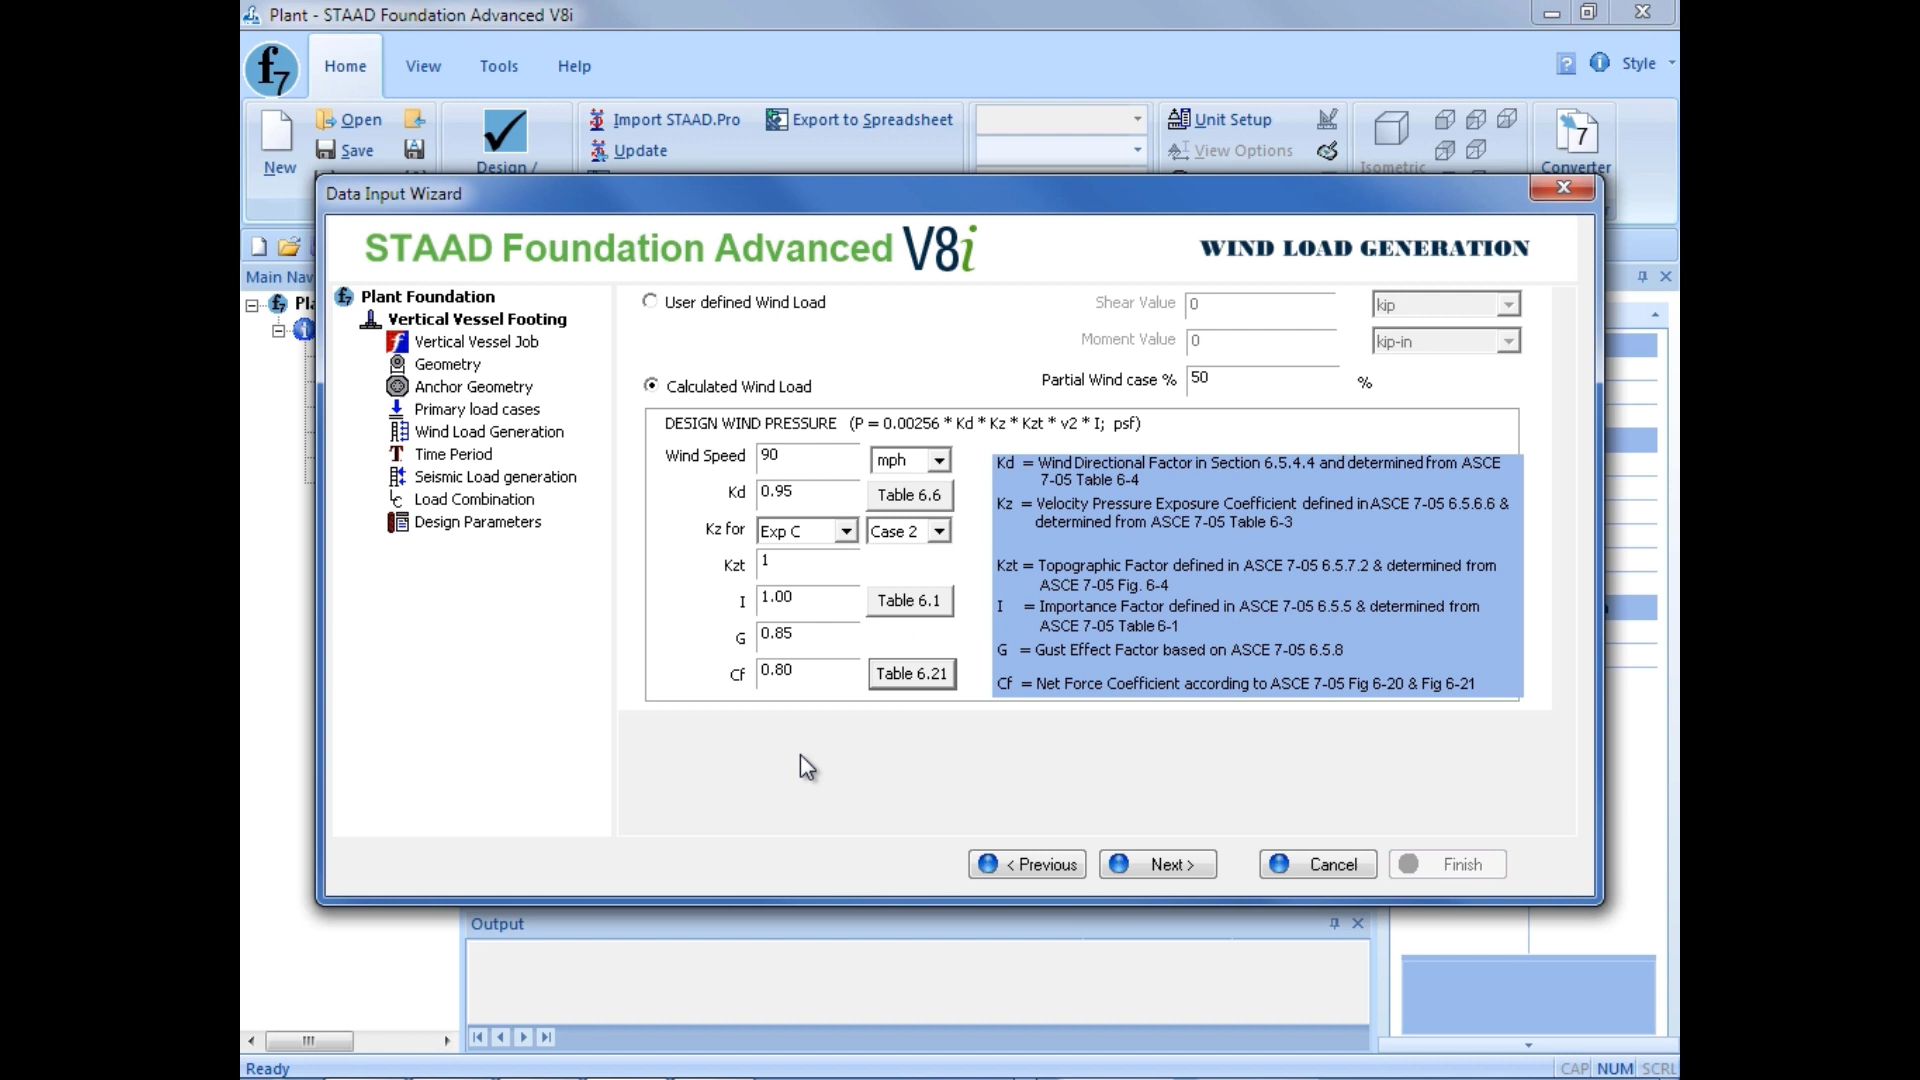 Plant - STAAD Foundation Advanced V8i
f7
Home View Tools Help
Style
Open
Import STAAD.Pro
Export to Spreadsheet
Unit Setup
Save
Update
View Options
New
Design /
Isometric
Converter
Data Input Wizard
STAAD Foundation Advanced V8i
WIND LOAD GENERATION
Main Nav
Plant Foundation
Vertical Vessel Footing
Vertical Vessel Job
Geometry
Anchor Geometry
Primary load cases
Wind Load Generation
Time Period
Seismic Load generation
Load Combination
Design Parameters
User defined Wind Load
Shear Value 0 kip
Moment Value 0 kip-in
Calculated Wind Load
Partial Wind case % 50 %
DESIGN WIND PRESSURE (P = 0.00256 * Kd * Kz * Kzt * v2 * I; psf)
Wind Speed 90 mph
Kd 0.95 Table 6.6
Kz for Exp C Case 2
Kzt 1
I 1.00 Table 6.1
G 0.85
Cf 0.80 Table 6.21
Kd = Wind Directional Factor in Section 6.5.4.4 and determined from ASCE
7-05 Table 6-4
Kz = Velocity Pressure Exposure Coefficient defined in ASCE 7-05 6.5.6.6 &
determined from ASCE 7-05 Table 6-3
Kzt = Topographic Factor defined in ASCE 7-05 6.5.7.2 & determined from
ASCE 7-05 Fig. 6-4
I = Importance Factor defined in ASCE 7-05 6.5.5 & determined from
ASCE 7-05 Table 6-1
G = Gust Effect Factor based on ASCE 7-05 6.5.8
Cf = Net Force Coefficient according to ASCE 7-05 Fig 6-20 & Fig 6-21
< Previous
Next >
Cancel
Finish
Output
Ready
CAP NUM SCRL